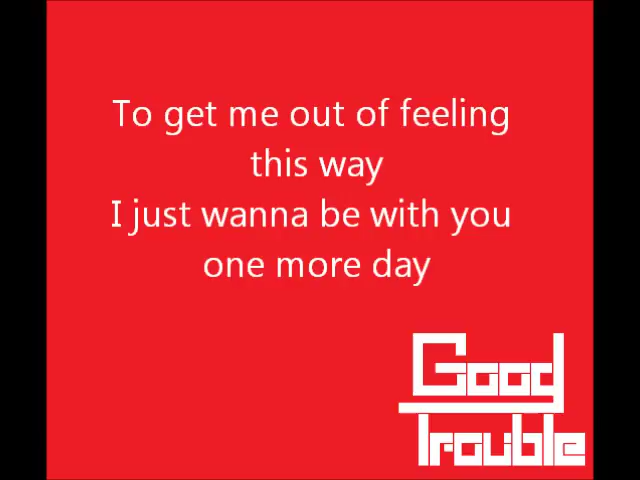 To get me out of feeling
this way
I just wanna be with you
one more day
Good
Trouble